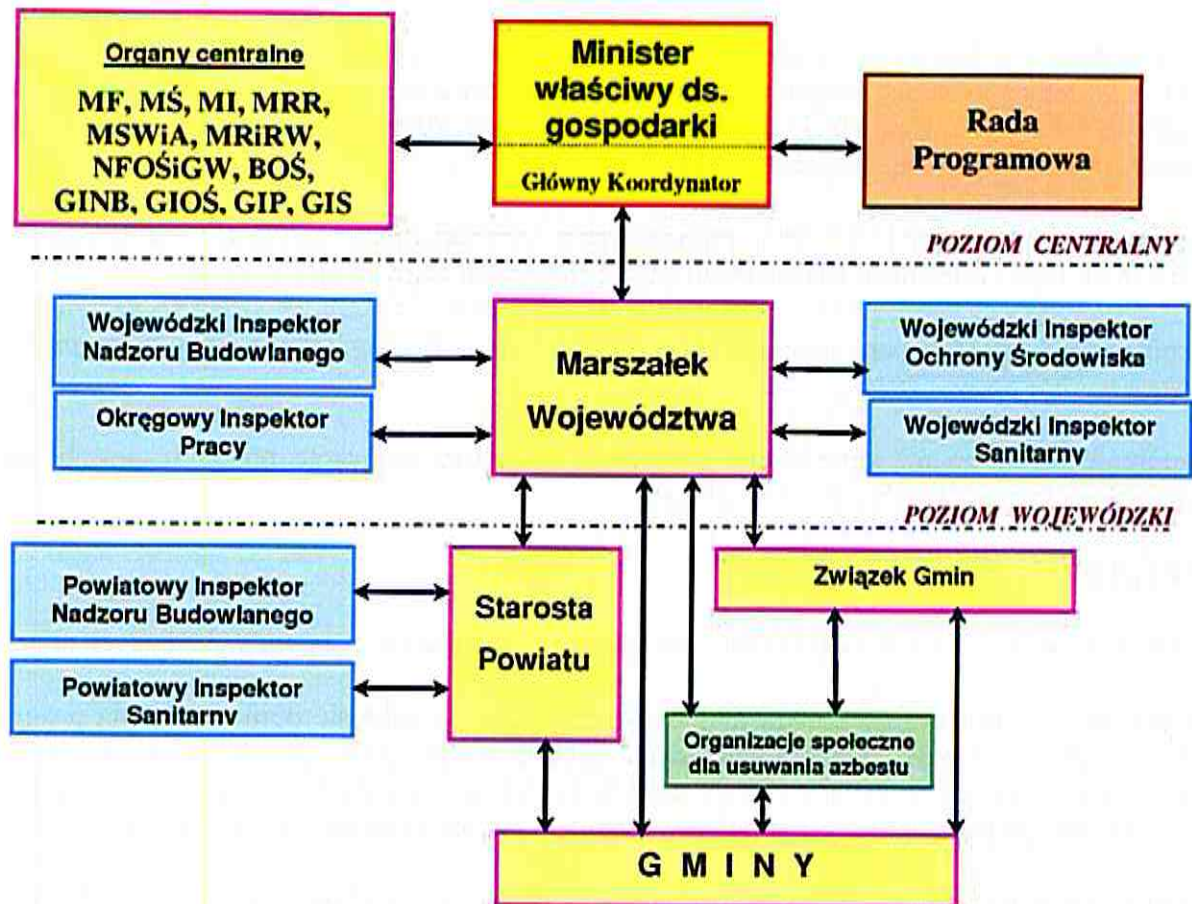 Organy centralne
MF, MŚ, MI, MRR,
MSWiA, MRiRW,
NFOŚiGW, BOŚ,
GINB, GIOŚ, GIP, GIS
Minister
właściwy ds.
gospodarki
Główny Koordynator
Rada
Programowa
POZIOM CENTRALNY
Wojewódzki Inspektor
Nadzoru Budowlanego
Okręgowy Inspektor
Pracy
Marszałek
Województwa
Wojewódzki Inspektor
Ochrony Środowiska
Wojewódzki Inspektor
Sanitarny
POZIOM WOJEWÓDZKI
Powiatowy Inspektor
Nadzoru Budowlanego
Powiatowy Inspektor
Sanitarny
Starosta
Powiatu
Związek Gmin
Organizacje społeczne
dla usuwania azbestu
G M I N Y